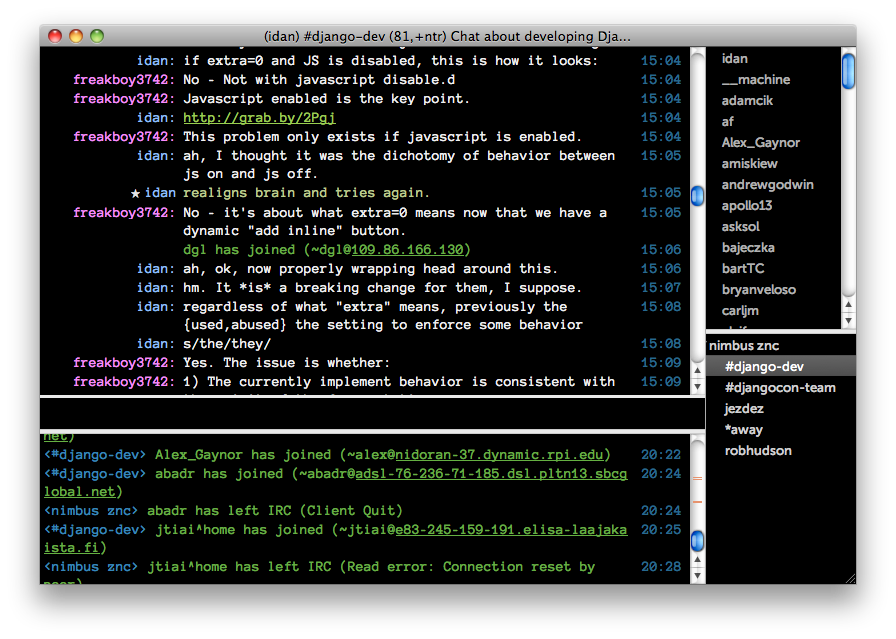 (idan) #django-dev (81,+ntr) Chat about developing Dja...
idan: if extra=0 and JS is disabled, this is how it looks: 15:04
freakboy3742: No - Not with javascript disable.d 15:04
freakboy3742: Javascript enabled is the key point. 15:04
idan: http://grab.by/2Pgj 15:04
freakboy3742: This problem only exists if javascript is enabled. 15:04
idan: ah, I thought it was the dichotomy of behavior between 15:05
js on and js off.
★ idan realigns brain and tries again. 15:05
freakboy3742: No - it's about what extra=0 means now that we have a 15:05
dynamic "add inline" button.
dgl has joined (~dgl@109.86.166.130) 15:06
idan: ah, ok, now properly wrapping head around this. 15:06
idan: hm. It *is* a breaking change for them, I suppose. 15:07
idan: regardless of what "extra" means, previously the 15:08
{used,abused} the setting to enforce some behavior
idan: s/the/they/ 15:08
freakboy3742: Yes. The issue is whether: 15:09
freakboy3742: 1) The currently implement behavior is consistent with 15:09
net)
<#django-dev> Alex_Gaynor has joined (~alex@nidoran-37.dynamic.rpi.edu) 20:22
<#django-dev> abadr has joined (~abadr@adsl-76-236-71-185.dsl.pltn13.sbcg 20:24
lobal.net)
<nimbus znc> abadr has left IRC (Client Quit) 20:24
<#django-dev> jtiai^home has joined (~jtiai@e83-245-159-191.elisa-laajaka 20:25
ista.fi)
<nimbus znc> jtiai^home has left IRC (Read error: Connection reset by 20:28
peer)
idan
__machine
adamcik
af
Alex_Gaynor
amiskiew
andrewgodwin
apollo13
asksol
bajeczka
bartTC
bryanveloso
carljm
nimbus znc
#django-dev
#djangocon-team
jezdez
*away
robhudson